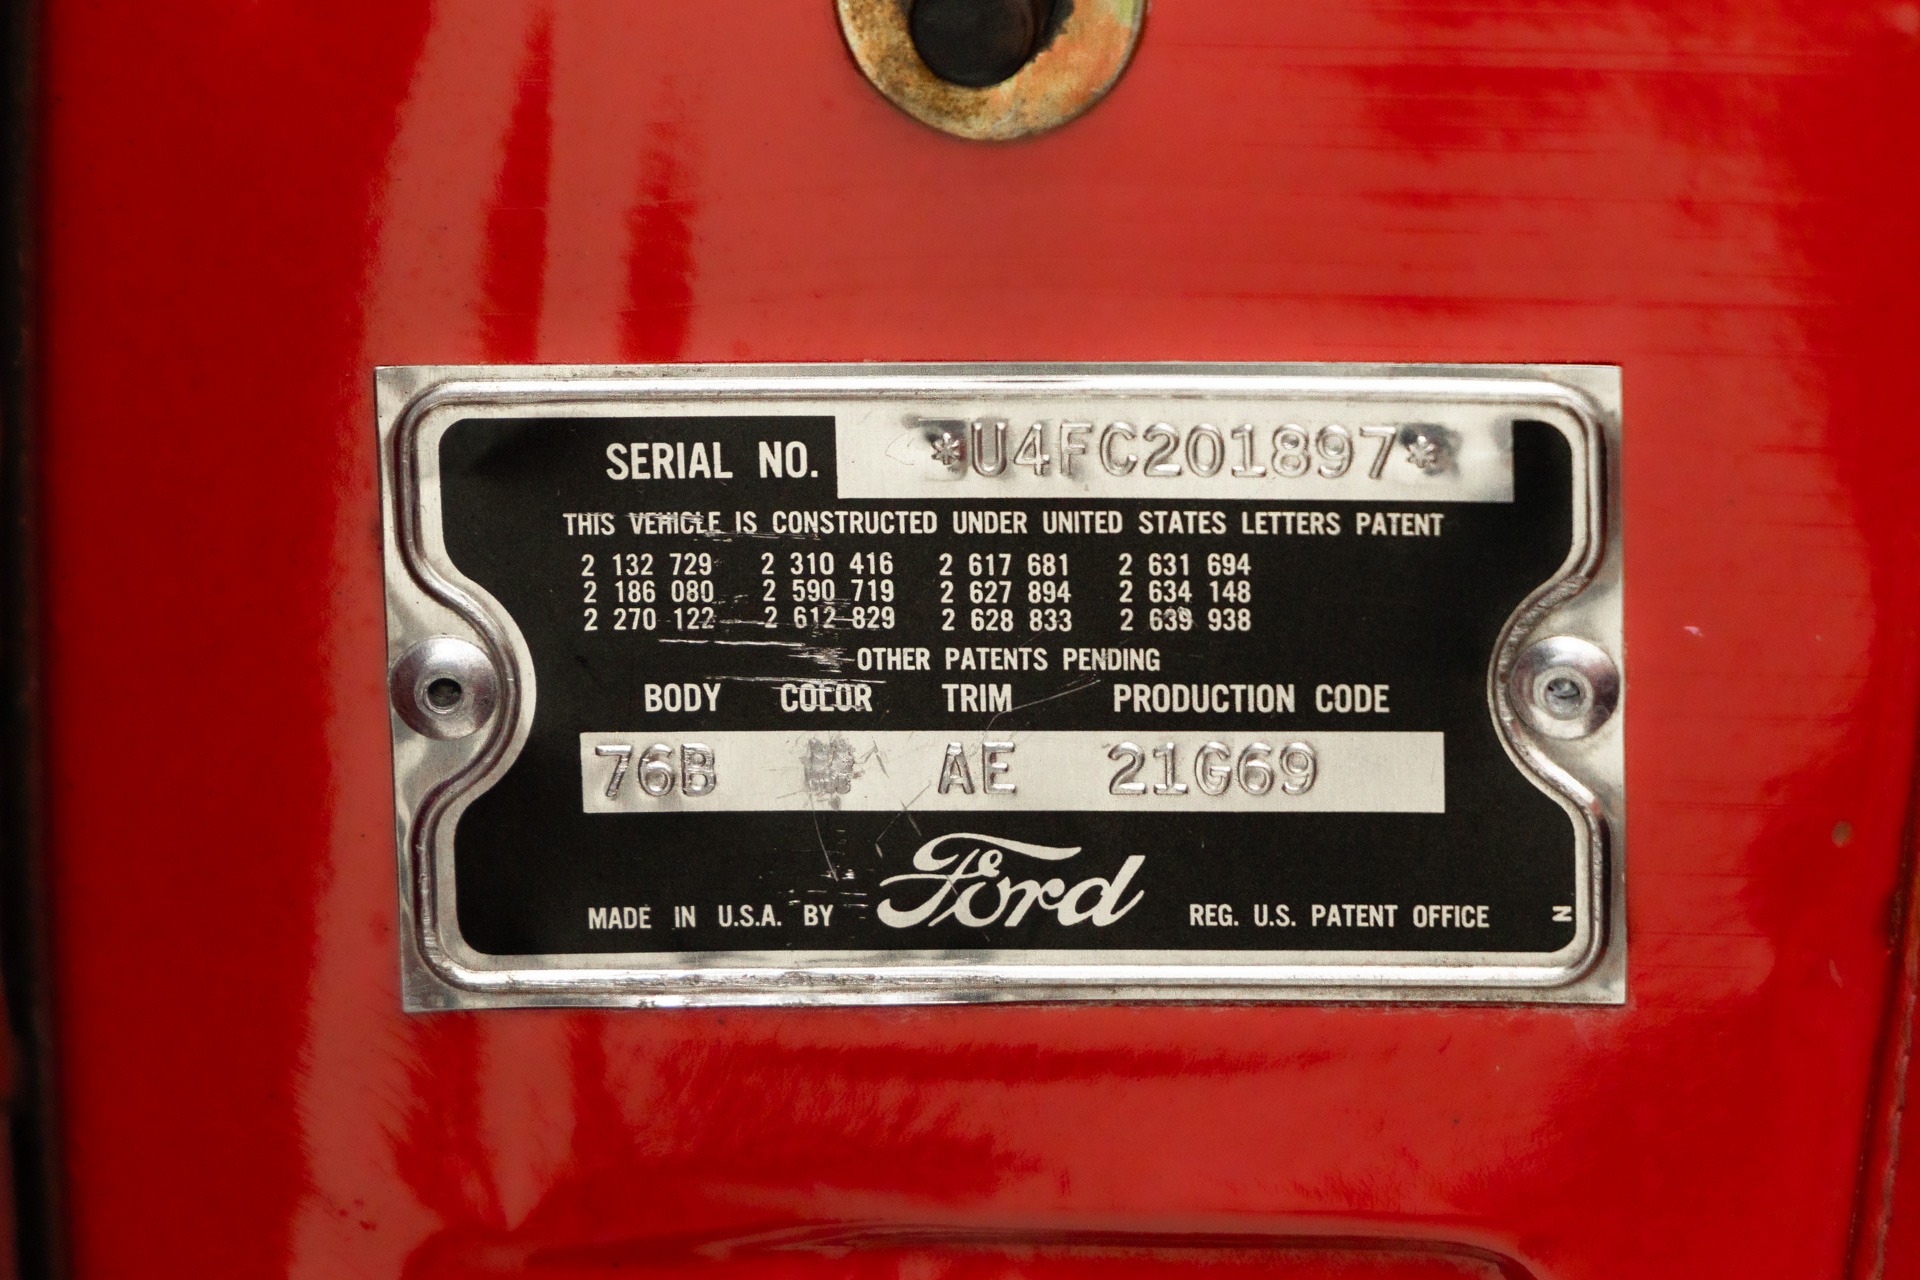 SERIAL NO. *U4FC201897*
THIS VEHICLE IS CONSTRUCTED UNDER UNITED STATES LETTERS PATENT
2 132 729 2 310 416 2 617 681 2 631 694
2 186 080 2 590 719 2 627 894 2 634 148
2 270 122 2 612 829 2 628 833 2 639 938
OTHER PATENTS PENDING
BODY COLOR TRIM PRODUCTION CODE
76B AE 21G69
MADE IN U.S.A. BY Ford REG. U.S. PATENT OFFICE
N